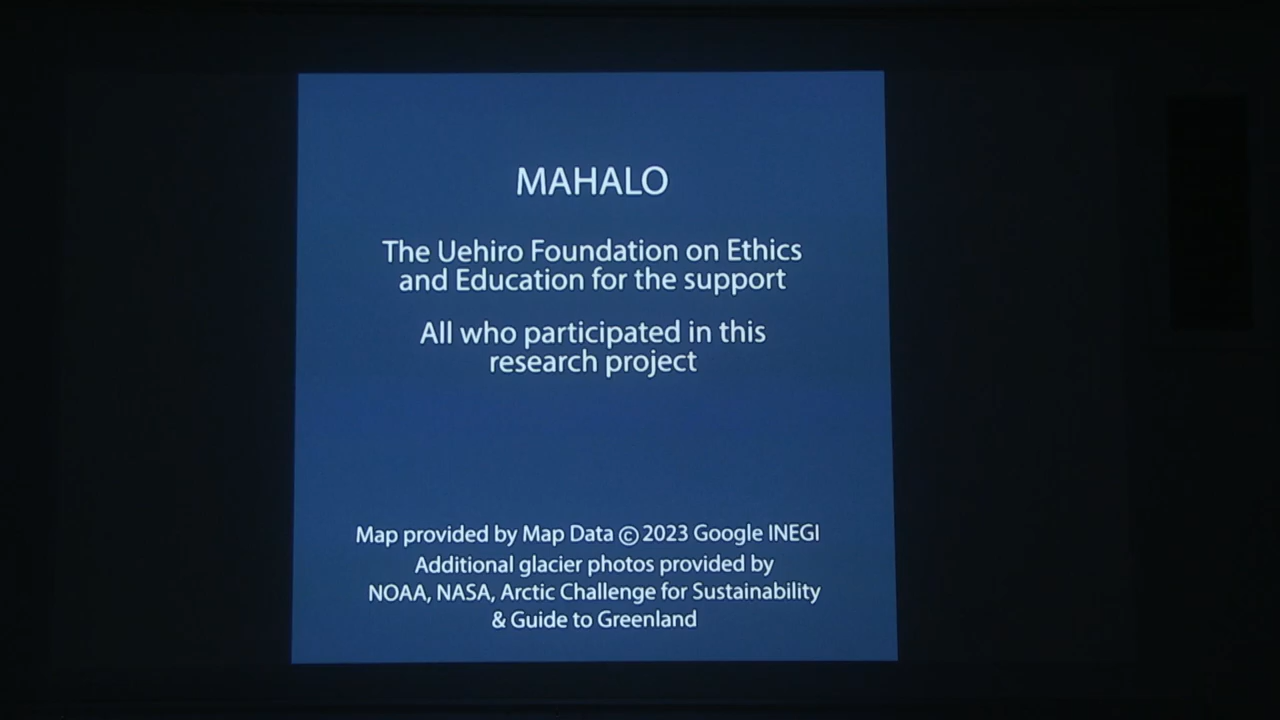 MAHALO
The Uehiro Foundation on Ethics
and Education for the support
All who participated in this
research project
Map provided by Map Data © 2023 Google INEGI
Additional glacier photos provided by
NOAA, NASA, Arctic Challenge for Sustainability
& Guide to Greenland